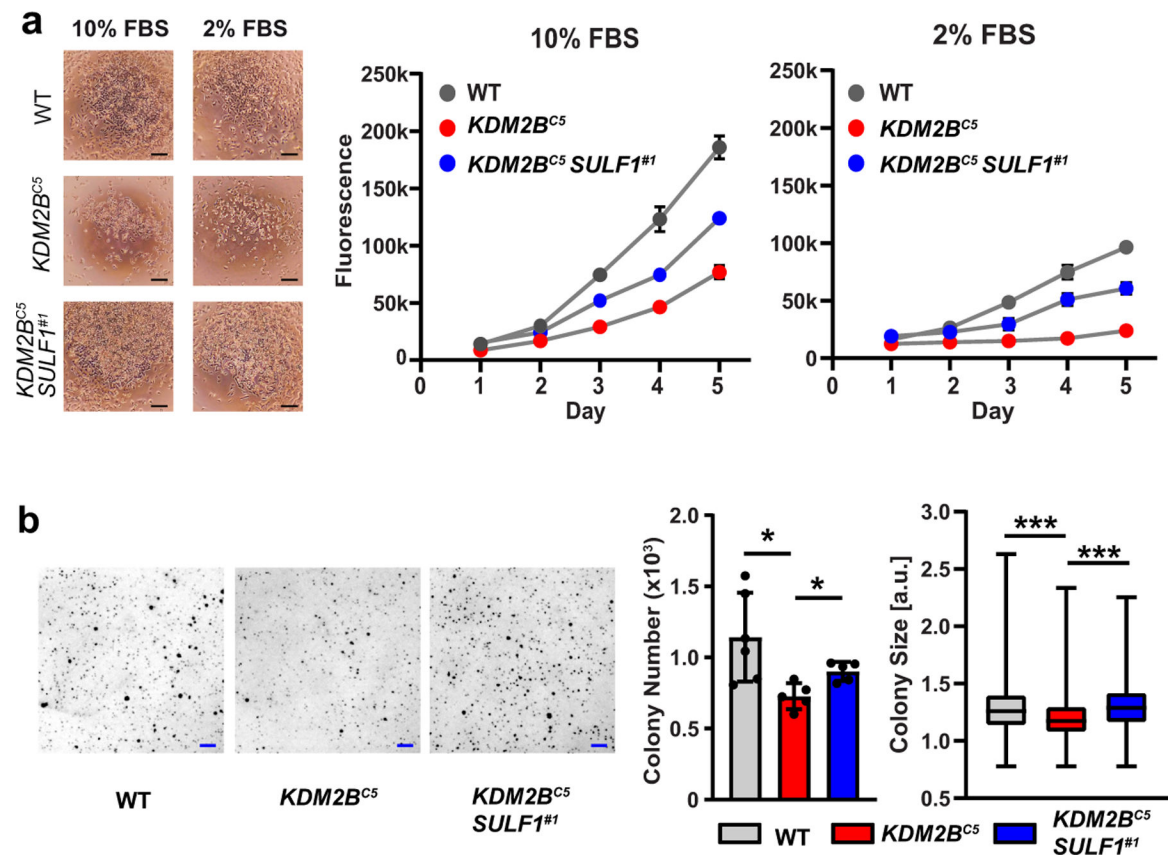 a
10% FBS 2% FBS
WT
KDM2B^C5
KDM2B^C5
SULF1^#1
10% FBS
Fluorescence
250k
200k
150k
100k
50k
0
0 1 2 3 4 5
Day
WT
KDM2B^C5
KDM2B^C5 SULF1^#1
2% FBS
250k
200k
150k
100k
50k
0
0 1 2 3 4 5
Day
WT
KDM2B^C5
KDM2B^C5 SULF1^#1
b
WT
KDM2B^C5
KDM2B^C5
SULF1^#1
Colony Number (x10³)
2.0
1.5
1.0
0.5
0
*
*
Colony Size [a.u.]
3.0
2.5
2.0
1.5
1.0
0.5
***
***
WT
KDM2B^C5
KDM2B^C5
SULF1^#1